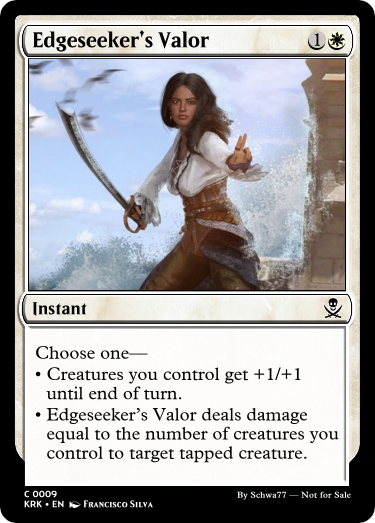 Edgeseeker's Valor 1
Instant
Choose one—
• Creatures you control get +1/+1
until end of turn.
• Edgeseeker's Valor deals damage
equal to the number of creatures you
control to target tapped creature.
C 0009
KRK • EN Francisco Silva
By Schwa77 — Not for Sale